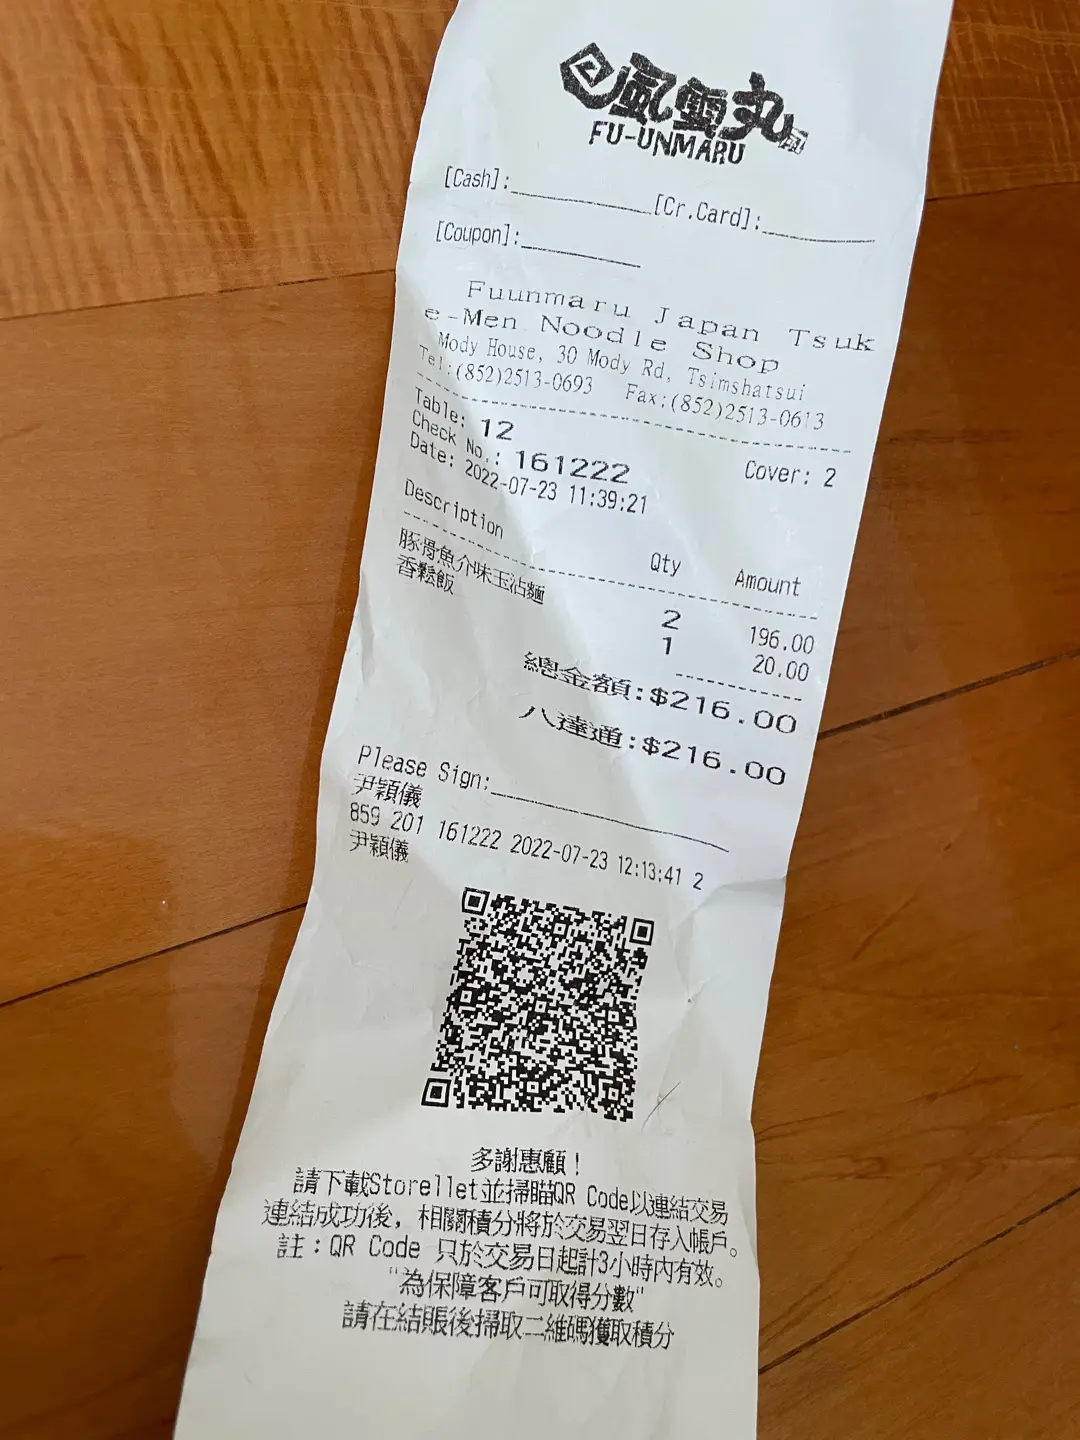 風雲丸
FU-UNMARU
[Cash]:__________[Cr.Card]:________
[Coupon]:________
Fuunmaru Japan Tsuk
e-Men Noodle Shop
Mody House, 30 Mody Rd, Tsimshatsui
Tel:(852)2513-0693 Fax:(852)2513-0613
Table: 12
Check No.: 161222 Cover: 2
Date: 2022-07-23 11:39:21
Description Qty Amount
豚骨魚介味玉沾麵 2 196.00
香鬆飯 1 20.00
總金額:$216.00
八達通:$216.00
Please Sign:________________
尹穎儀
859 201 161222 2022-07-23 12:13:41 2
尹穎儀
多謝惠顧!
請下載Storellet並掃瞄QR Code以連結交易
連結成功後, 相關積分將於交易翌日存入帳戶。
註：QR Code 只於交易日起計3小時內有效。
"為保障客戶可取得分數"
請在結賬後掃取二維碼獲取積分